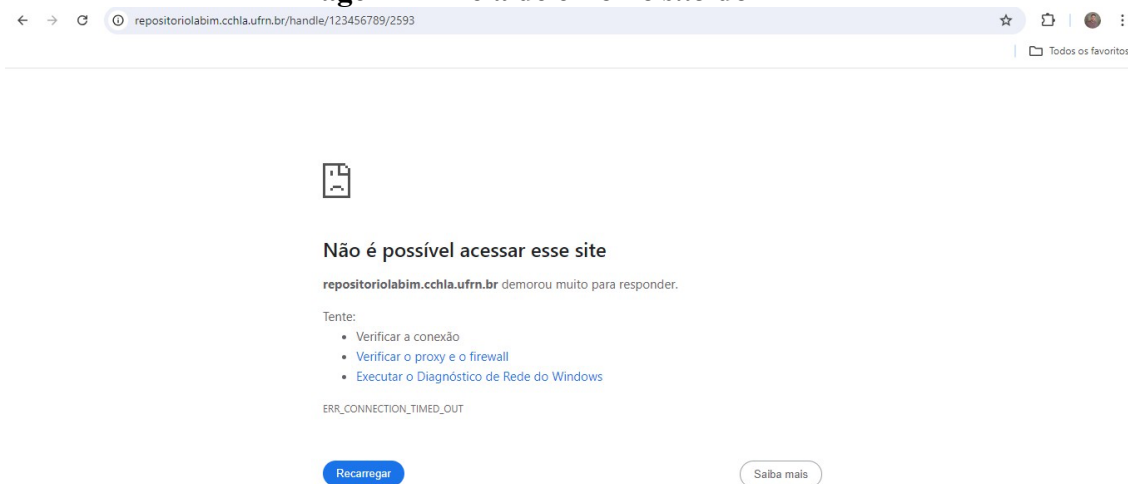 repositoriolabim.cchla.ufrn.br/handle/123456789/2593
Todos os favoritos
Não é possível acessar esse site
repositoriolabim.cchla.ufrn.br demorou muito para responder.
Tente:
Verificar a conexão
Verificar o proxy e o firewall
Executar o Diagnóstico de Rede do Windows
ERR_CONNECTION_TIMED_OUT
Recarregar
Saiba mais